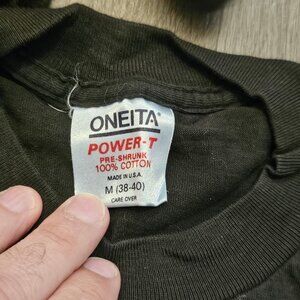 ONEITA®
POWER-T
PRE-SHRUNK
100% COTTON
MADE IN U.S.A.
M (38-40)
CARE OVER